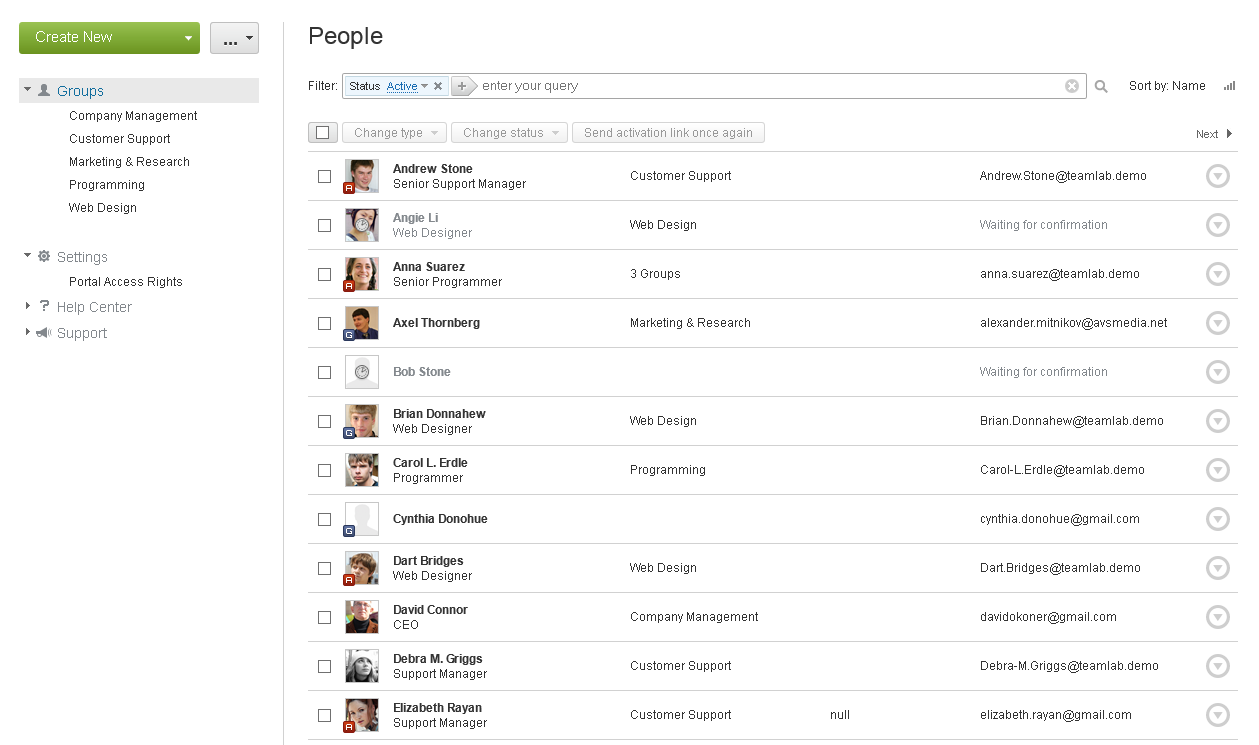 Create New
...
People
Filter: Status Active enter your query Sort by: Name
Groups
Company Management
Customer Support
Marketing & Research
Programming
Web Design
Settings
Portal Access Rights
? Help Center
Support
Change type Change status Send activation link once again Next
Andrew Stone
Senior Support Manager
Customer Support
Andrew.Stone@teamlab.demo
A
Angie Li
Web Designer
Web Design
Waiting for confirmation
Anna Suarez
Senior Programmer
3 Groups
anna.suarez@teamlab.demo
A
Axel Thornberg
Marketing & Research
alexander.mitnikov@avsmedia.net
G
Bob Stone
Waiting for confirmation
Brian Donnahew
Web Designer
Web Design
Brian.Donnahew@teamlab.demo
G
Carol L. Erdle
Programmer
Programming
Carol-L.Erdle@teamlab.demo
Cynthia Donohue
cynthia.donohue@gmail.com
G
Dart Bridges
Web Designer
Web Design
Dart.Bridges@teamlab.demo
A
David Connor
CEO
Company Management
davidokoner@gmail.com
Debra M. Griggs
Support Manager
Customer Support
Debra-M.Griggs@teamlab.demo
Elizabeth Rayan
Support Manager
Customer Support
null
elizabeth.rayan@gmail.com
A